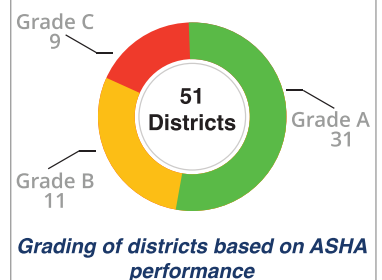 Grade C
9
51
Districts
Grade A
31
Grade B
11
Grading of districts based on ASHA
performance